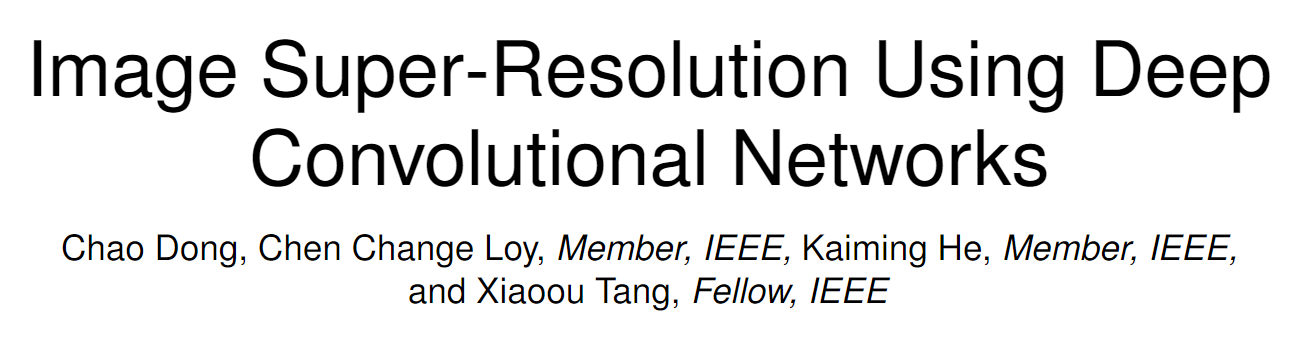 Image Super-Resolution Using Deep
Convolutional Networks
Chao Dong, Chen Change Loy, Member, IEEE, Kaiming He, Member, IEEE,
and Xiaoou Tang, Fellow, IEEE